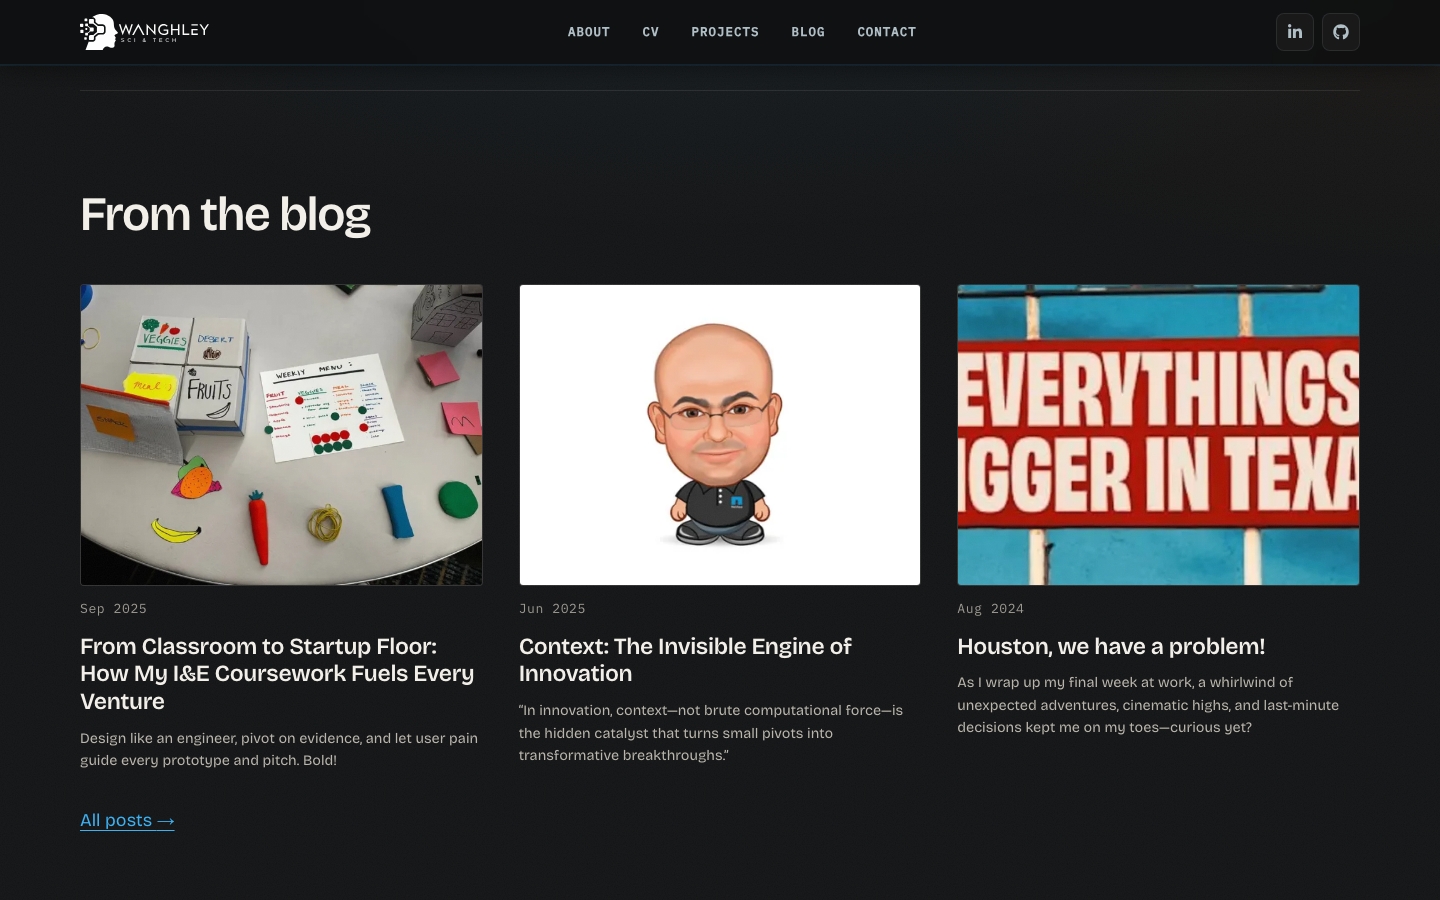 WANGHLEY
SCI & TECH
ABOUT
CV
PROJECTS
BLOG
CONTACT
in
From the blog
VEGGIES
DESERT
FRUITS
WEEKLY MENU :
FRUIT
EVERYTHINGS
IGGER IN TEXA
Sep 2025
From Classroom to Startup Floor:
How My I&E Coursework Fuels Every
Venture
Design like an engineer, pivot on evidence, and let user pain
guide every prototype and pitch. Bold!
Jun 2025
Context: The Invisible Engine of
Innovation
“In innovation, context—not brute computational force—is
the hidden catalyst that turns small pivots into
transformative breakthroughs.”
Aug 2024
Houston, we have a problem!
As I wrap up my final week at work, a whirlwind of
unexpected adventures, cinematic highs, and last-minute
decisions kept me on my toes—curious yet?
All posts →